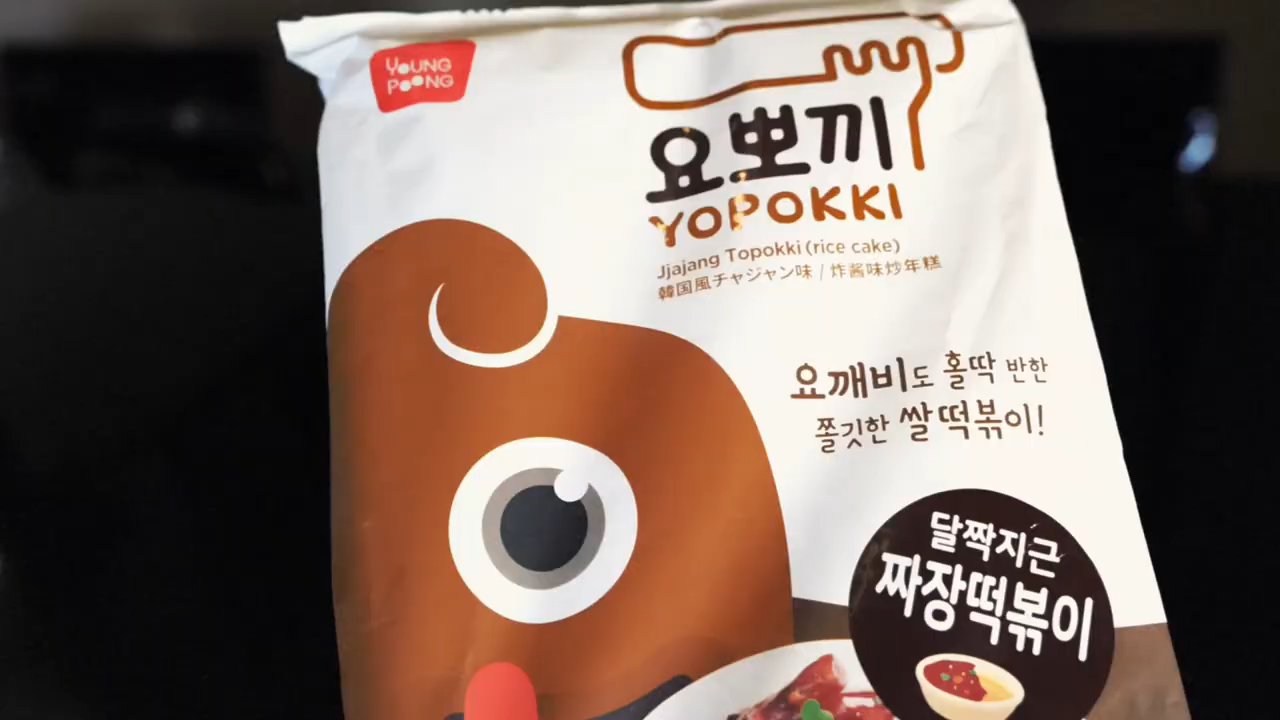 YOUNG
POONG
요뽀끼
YOPOKKI
Jjajang Topokki (rice cake)
韓国風チャジャン味 / 炸酱味炒年糕
요깨비도 홀딱 반한
쫄깃한 쌀떡볶이!
달짝지근
짜장떡볶이